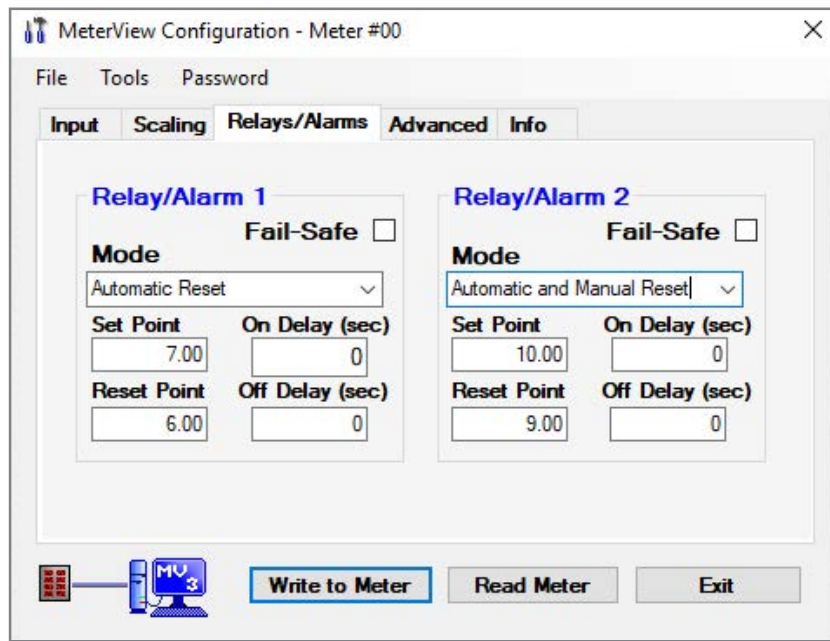 MeterView Configuration - Meter #00
File Tools Password
Input Scaling Relays/Alarms Advanced Info
Relay/Alarm 1
Fail-Safe
Mode
Automatic Reset
Set Point On Delay (sec)
7.00 0
Reset Point Off Delay (sec)
6.00 0
Relay/Alarm 2
Fail-Safe
Mode
Automatic and Manual Reset
Set Point On Delay (sec)
10.00 0
Reset Point Off Delay (sec)
9.00 0
MV3
Write to Meter Read Meter Exit